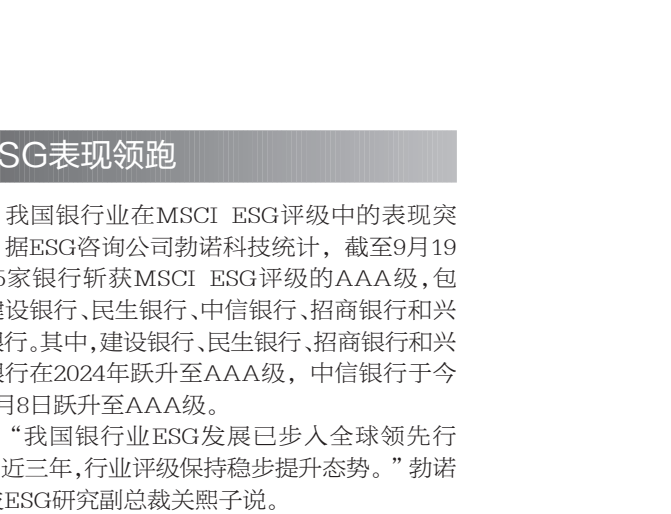 SG表现领跑
我国银行业在MSCI ESG评级中的表现突
据ESG咨询公司勃诺科技统计，截至9月19
家银行斩获MSCI ESG评级的AAA级，包
设银行、民生银行、中信银行、招商银行和兴
行。其中，建设银行、民生银行、招商银行和兴
行在2024年跃升至AAA级，中信银行于今
月8日跃升至AAA级。
“我国银行业ESG发展已步入全球领先行
近三年，行业评级保持稳步提升态势。”勃诺
ESG研究副总裁关熙子说。